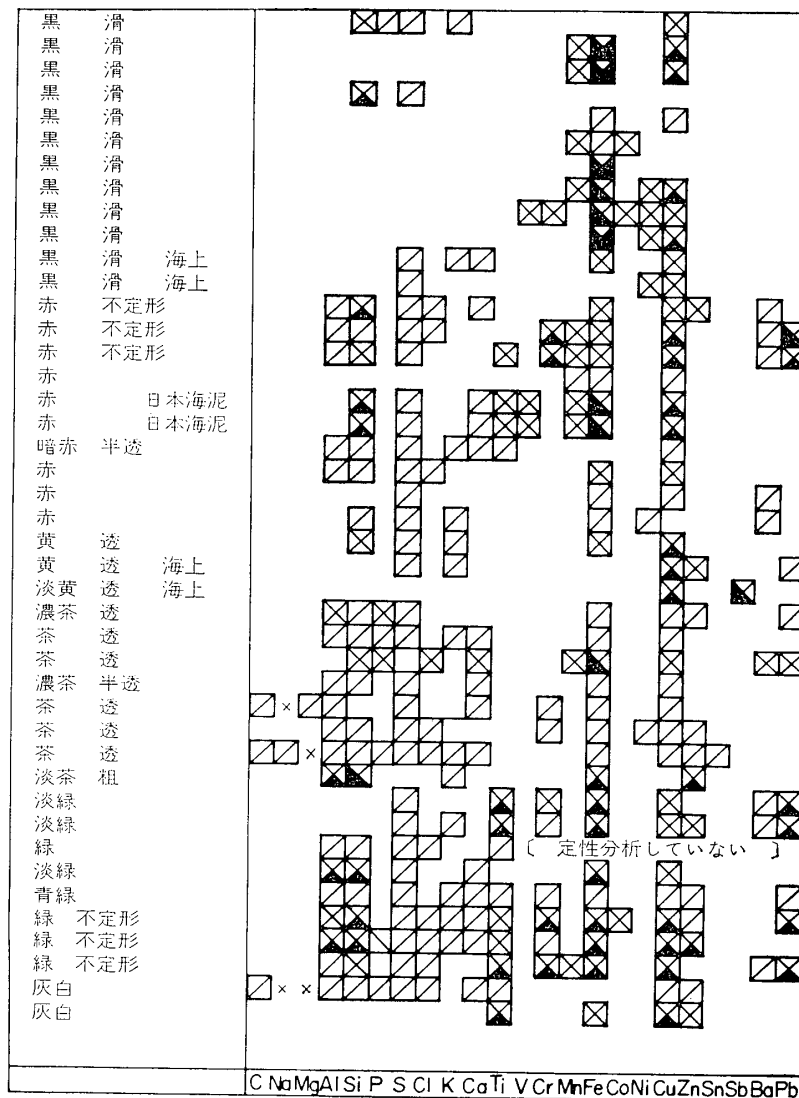 黒 滑
黒 滑
黒 滑
黒 滑
黒 滑
黒 滑
黒 滑
黒 滑
黒 滑
黒 滑
黒 滑 海上
黒 滑 海上
赤 不定形
赤 不定形
赤 不定形
赤
赤 日本海泥
赤 日本海泥
暗赤 半透
赤
赤
赤
黄 透
黄 透 海上
淡黄 透 海上
濃茶 透
茶 透
茶 透
濃茶 半透
茶 透
茶 透
茶 透
淡茶 粗
淡緑
淡緑
緑 〔 定性分析していない 〕
淡緑
青緑
緑 不定形
緑 不定形
緑 不定形
灰白
灰白
C Na Mg Al Si P S Cl K Ca Ti V Cr Mn Fe Co Ni Cu Zn Sn Sb Ba Pb